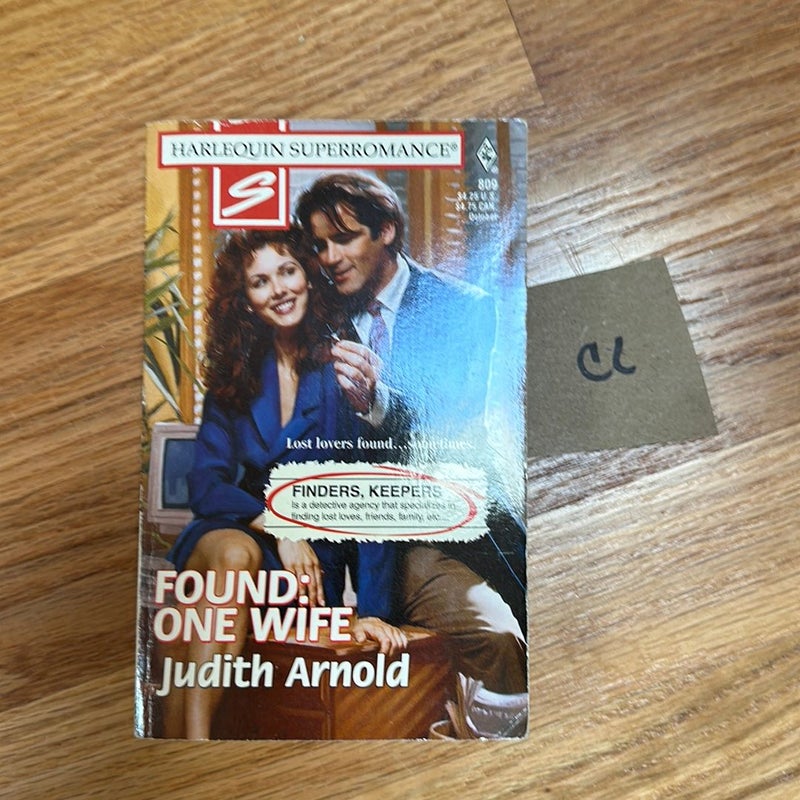 HARLEQUIN SUPERROMANCE®
S
809
$4.25 U.S.
$4.75 CAN.
October
Lost lovers found...sometimes.
FINDERS, KEEPERS
Is a detective agency that specializes in
finding lost loves, friends, family, etc....
FOUND:
ONE WIFE
Judith Arnold
CL